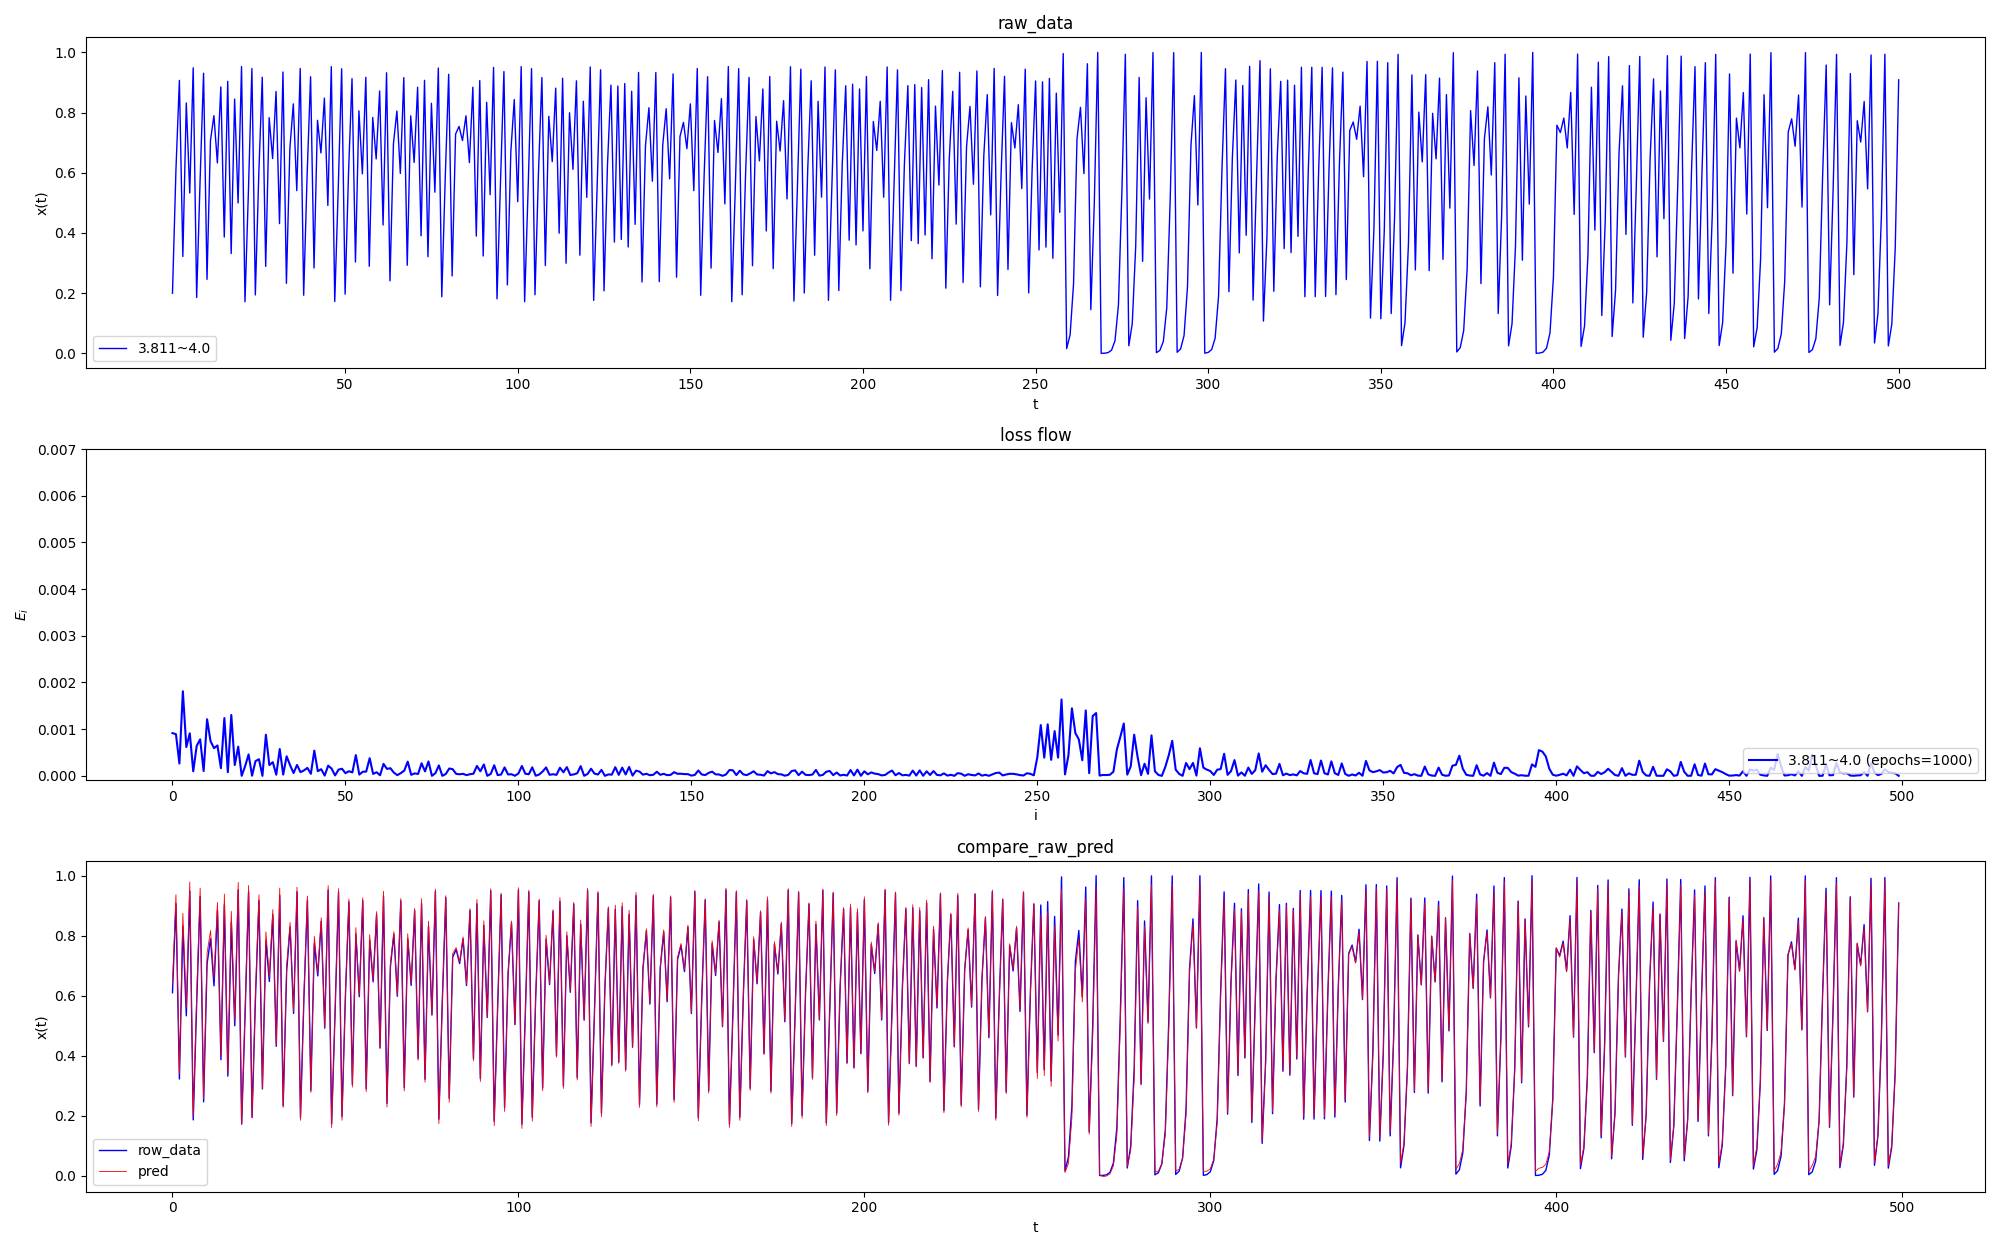 raw_data
x(t)
1.0
0.8
0.6
0.4
0.2
0.0
3.811~4.0
50 100 150 200 250 300 350 400 450 500
t
loss flow
E_i
0.007
0.006
0.005
0.004
0.003
0.002
0.001
0.000
3.811~4.0 (epochs=1000)
0 50 100 150 200 250 300 350 400 450 500
i
compare_raw_pred
x(t)
1.0
0.8
0.6
0.4
0.2
0.0
row_data
pred
0 100 200 300 400 500
t